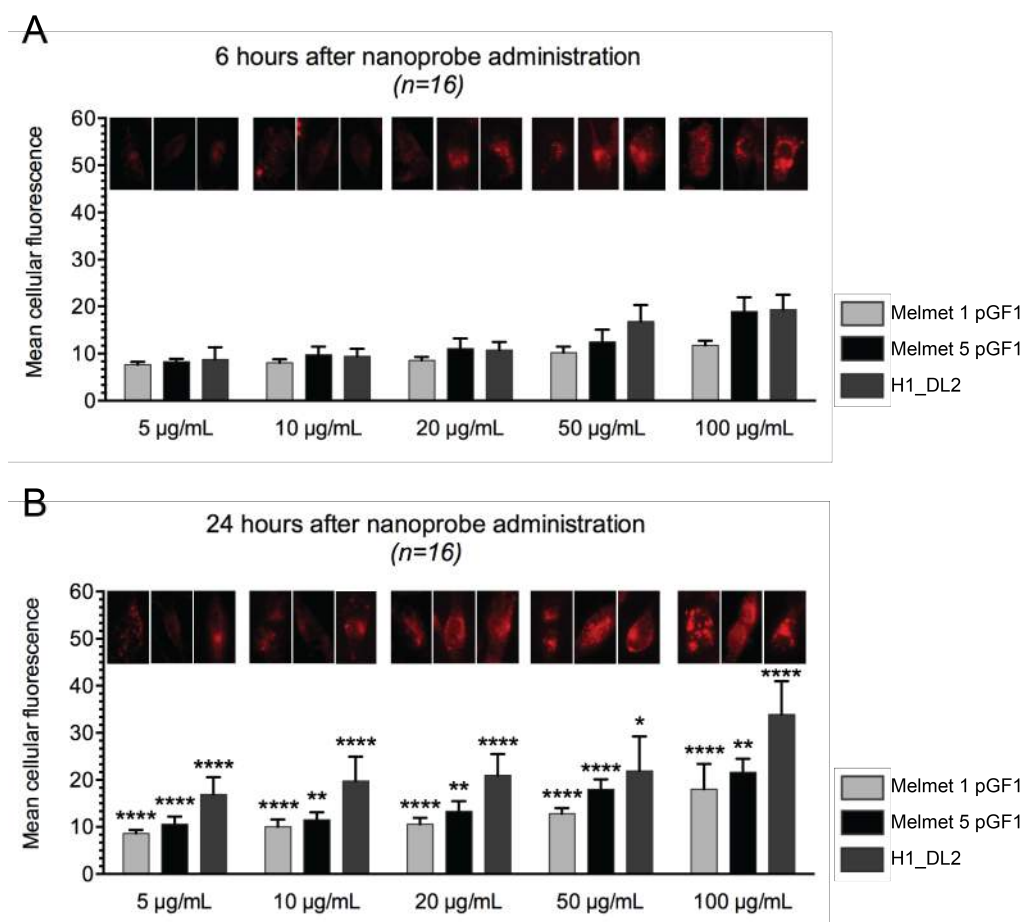 A
6 hours after nanoprobe administration
(n=16)
Mean cellular fluorescence
60
50
40
30
20
10
0
5 µg/mL 10 µg/mL 20 µg/mL 50 µg/mL 100 µg/mL
Melmet 1 pGF1
Melmet 5 pGF1
H1_DL2
B
24 hours after nanoprobe administration
(n=16)
Mean cellular fluorescence
60
50
40
30
20
10
0
**** **** ****
**** ** ****
**** ** ****
**** **** *
**** ** ****
5 µg/mL 10 µg/mL 20 µg/mL 50 µg/mL 100 µg/mL
Melmet 1 pGF1
Melmet 5 pGF1
H1_DL2